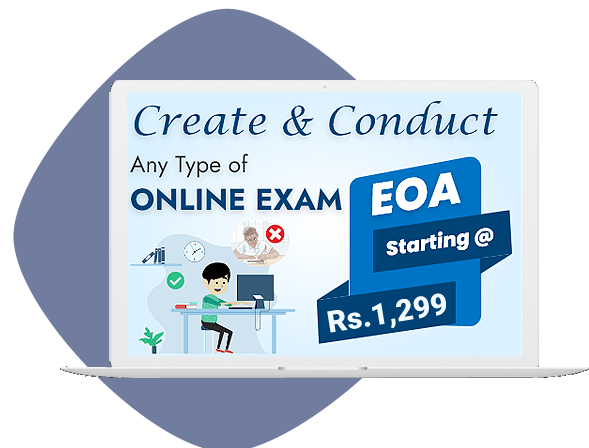 Create & Conduct
Any Type of
ONLINE EXAM
EOA
Starting @
Rs.1,299